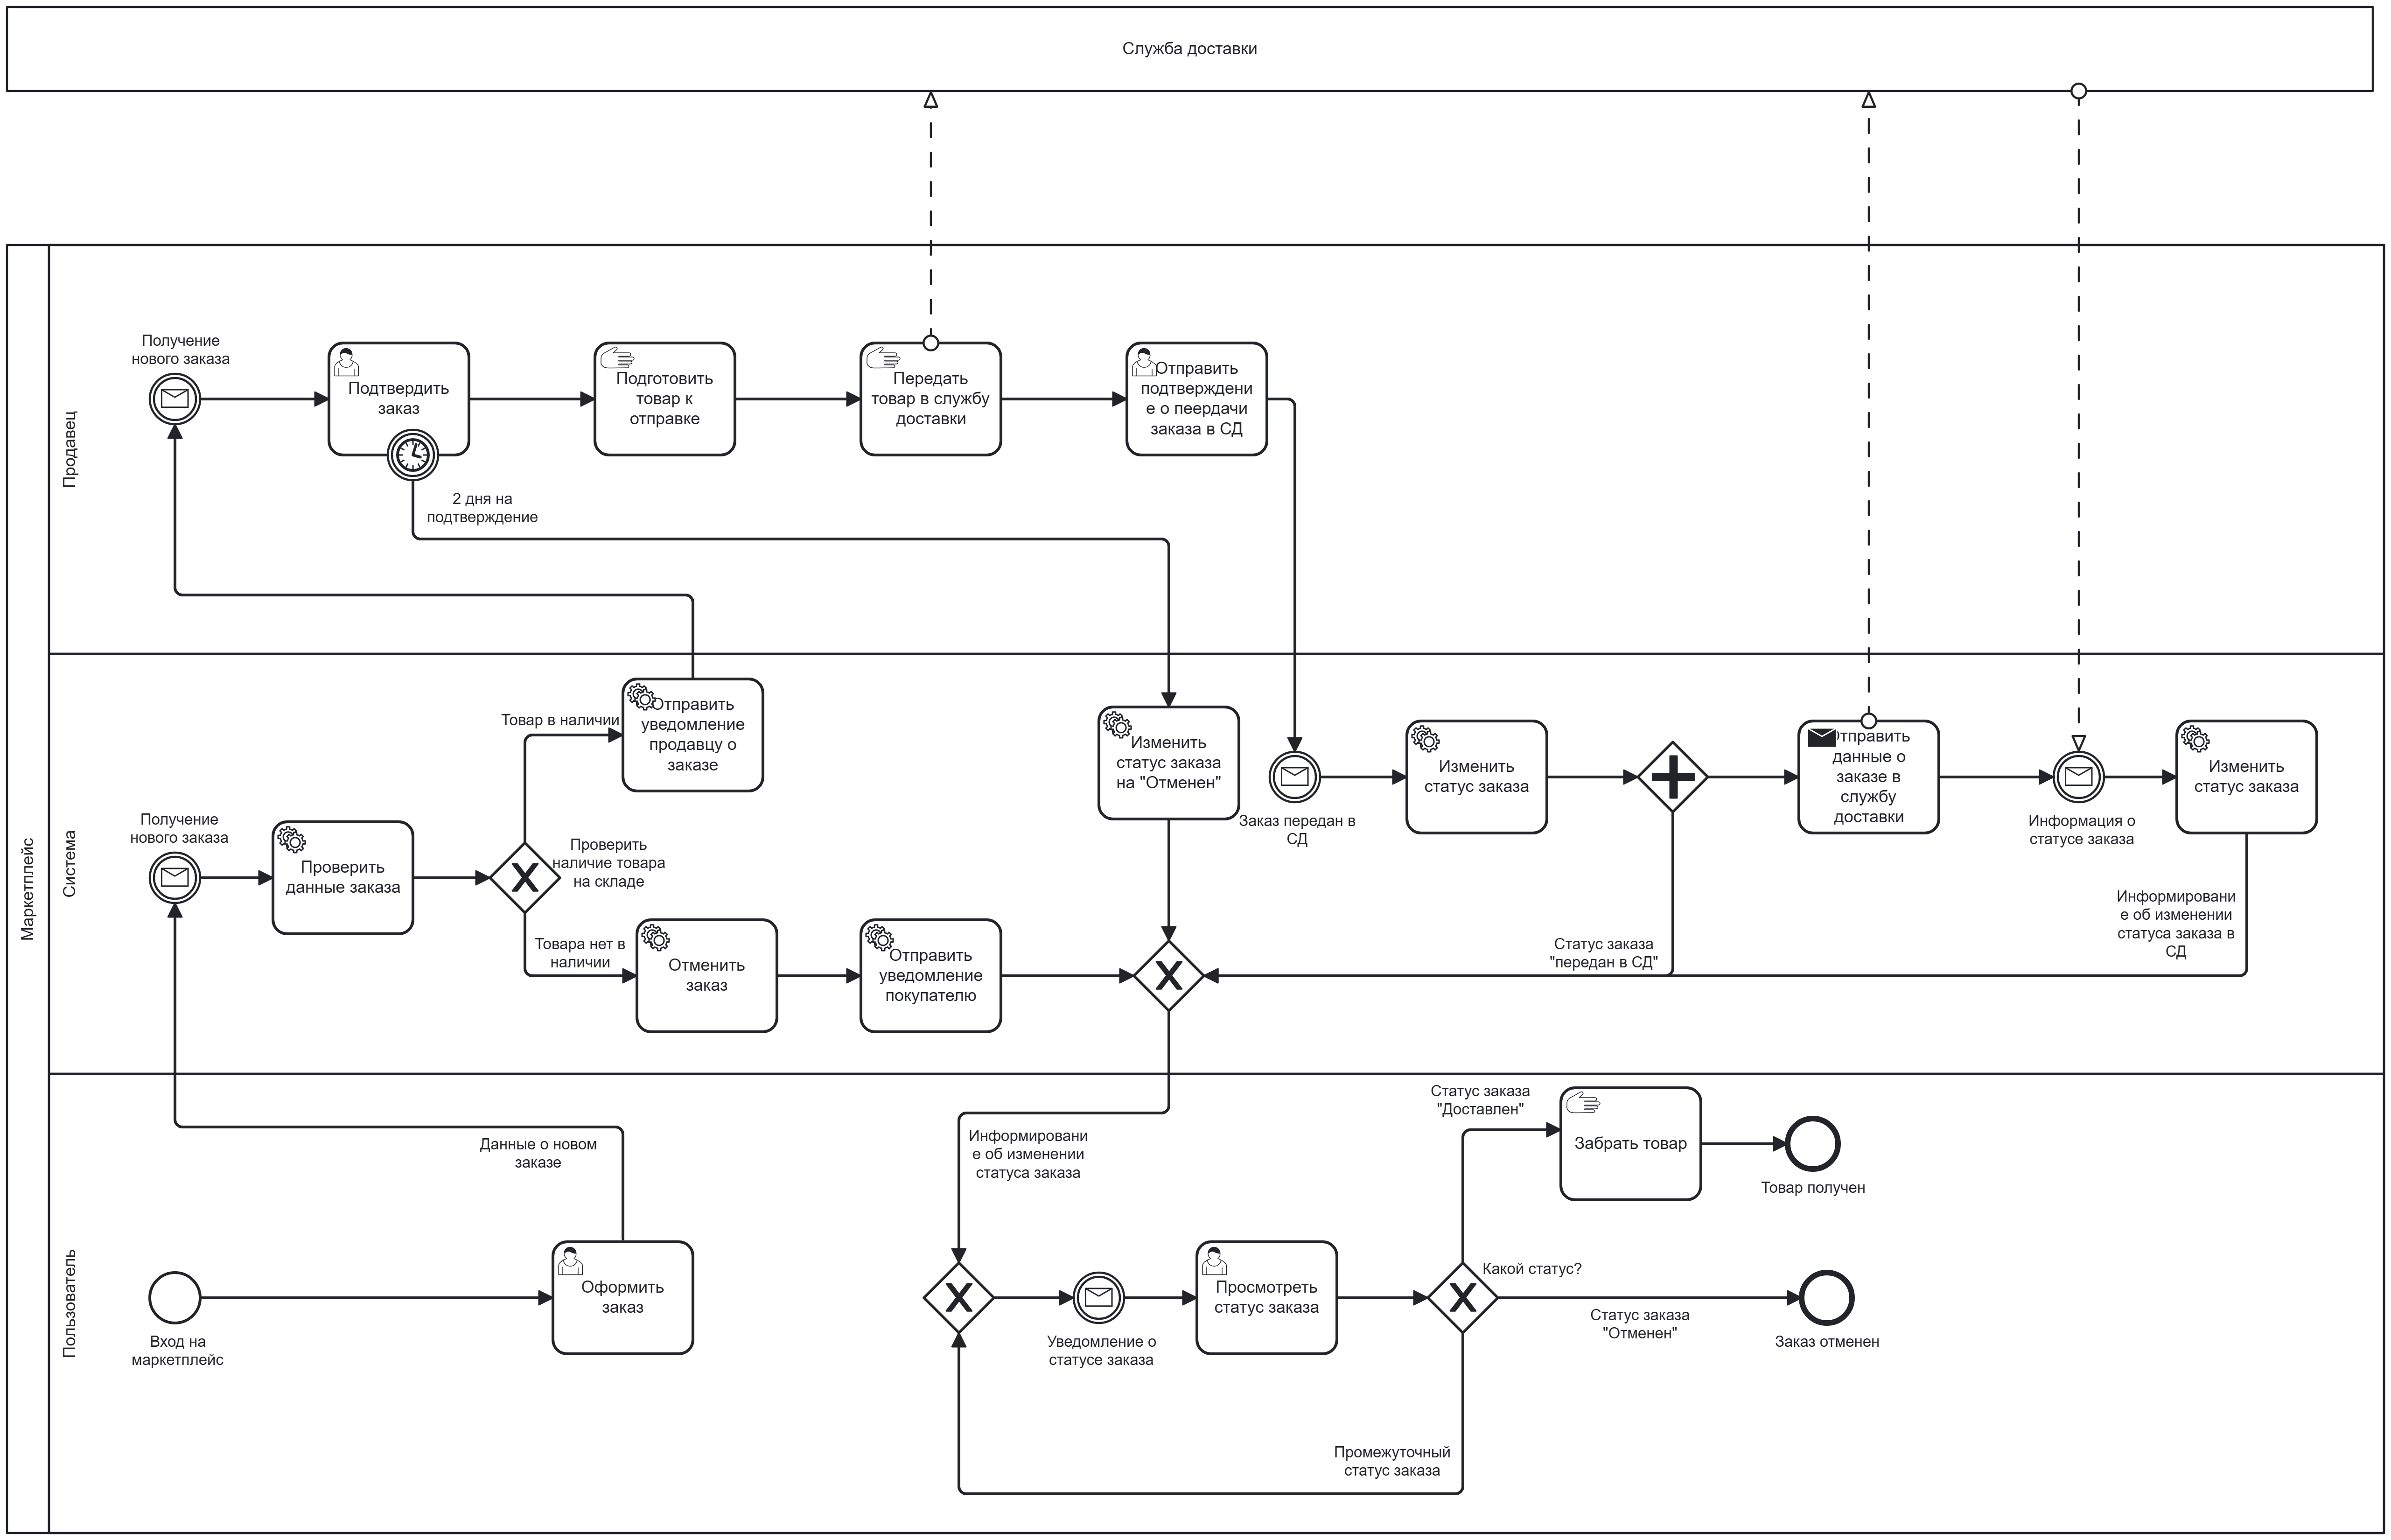 Служба доставки
Маркетплейс
Продавец
Получение
нового заказа
Подтвердить
заказ
2 дня на
подтверждение
Подготовить
товар к
отправке
Передать
товар в службу
доставки
Отправить
подтверждени
е о пеердачи
заказа в СД
Система
Получение
нового заказа
Проверить
данные заказа
Проверить
наличие товара
на складе
Товар в наличии
Отправить
уведомление
продавцу о
заказе
Товара нет в
наличии
Отменить
заказ
Отправить
уведомление
покупателю
Изменить
статус заказа
на "Отменен"
Заказ передан в
СД
Изменить
статус заказа
Статус заказа
"передан в СД"
Отправить
данные о
заказе в
службу
доставки
Информация о
статусе заказа
Изменить
статус заказа
Информировани
е об изменении
статуса заказа в
СД
Пользователь
Вход на
маркетплейс
Данные о новом
заказе
Оформить
заказ
Информировани
е об изменении
статуса заказа
Уведомление о
статусе заказа
Просмотреть
статус заказа
Какой статус?
Статус заказа
"Доставлен"
Забрать товар
Товар получен
Статус заказа
"Отменен"
Заказ отменен
Промежуточный
статус заказа